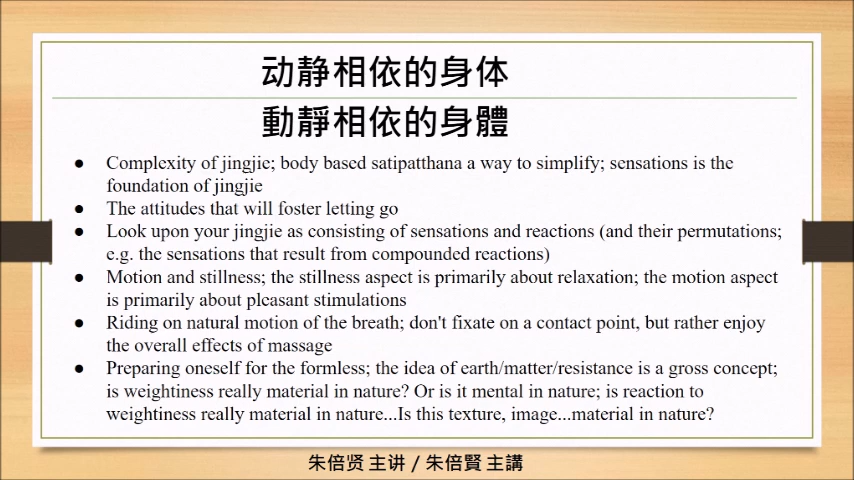 动静相依的身体
動靜相依的身體
● Complexity of jingjie; body based satipatthana a way to simplify; sensations is the
foundation of jingjie
● The attitudes that will foster letting go
● Look upon your jingjie as consisting of sensations and reactions (and their permutations;
e.g. the sensations that result from compounded reactions)
● Motion and stillness; the stillness aspect is primarily about relaxation; the motion aspect
is primarily about pleasant stimulations
● Riding on natural motion of the breath; don't fixate on a contact point, but rather enjoy
the overall effects of massage
● Preparing oneself for the formless; the idea of earth/matter/resistance is a gross concept;
is weightiness really material in nature? Or is it mental in nature; is reaction to
weightiness really material in nature...Is this texture, image...material in nature?
朱倍贤 主讲 / 朱倍賢 主講